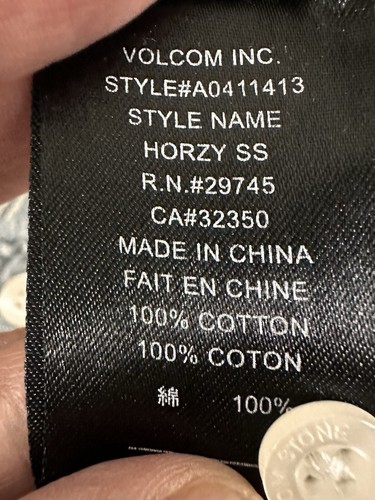 VOLCOM INC.
STYLE#A0411413
STYLE NAME
HORZY SS
R.N.#29745
CA#32350
MADE IN CHINA
FAIT EN CHINE
100% COTTON
100% COTON
綿 100%
STONE